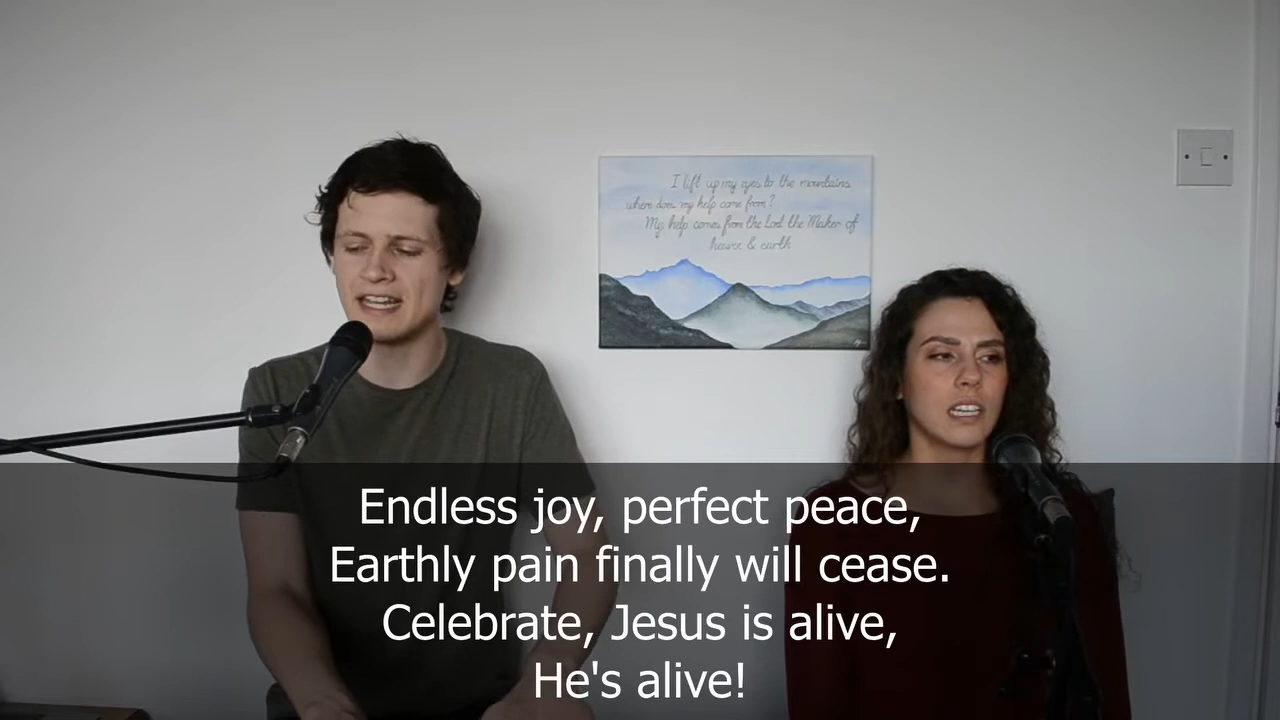 I lift up my eyes to the mountains
where does my help come from?
My help comes from the Lord the Maker of
heaven & earth
Endless joy, perfect peace,
Earthly pain finally will cease.
Celebrate, Jesus is alive,
He's alive!